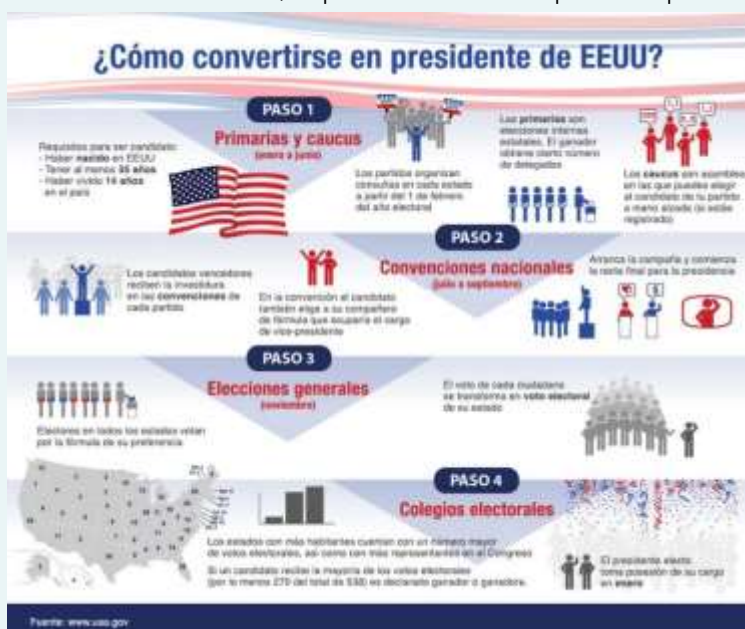 ¿Cómo convertirse en presidente de EEUU?
PASO 1
Primarias y caucus
(enero a junio)
Requisitos para ser candidato:
- Haber nacido en EEUU
- Tener al menos 35 años
- Haber vivido 14 años
en el país
Los partidos organizan
consultas en cada estado
a partir del 1 de febrero
del año electoral
Las primarias son
elecciones internas
estatales. El ganador
obtiene cierto número
de delegados
Los caucus son asambleas
en las que puedes elegir
al candidato de tu partido
a mano alzada (si estás
registrado)
PASO 2
Convenciones nacionales
(julio a septiembre)
Los candidatos vencedores
reciben la investidura
en las convenciones de
cada partido
En la convención el candidato
también elige a su compañero
de fórmula que ocuparía el cargo
de vice-presidente
Arranca la campaña y comienza
la recta final para la presidencia
PASO 3
Elecciones generales
(noviembre)
Electores en todos los estados votan
por la fórmula de su preferencia
El voto de cada ciudadano
se transforma en voto electoral
de su estado
PASO 4
Colegios electorales
Los estados con más habitantes cuentan con un número mayor
de votos electorales, así como con más representantes en el Congreso
Si un candidato recibe la mayoría de los votos electorales
(por lo menos 270 del total de 538) es declarado ganador o ganadora.
El presidente electo
toma posesión de su cargo
en enero
Fuente: www.usa.gov